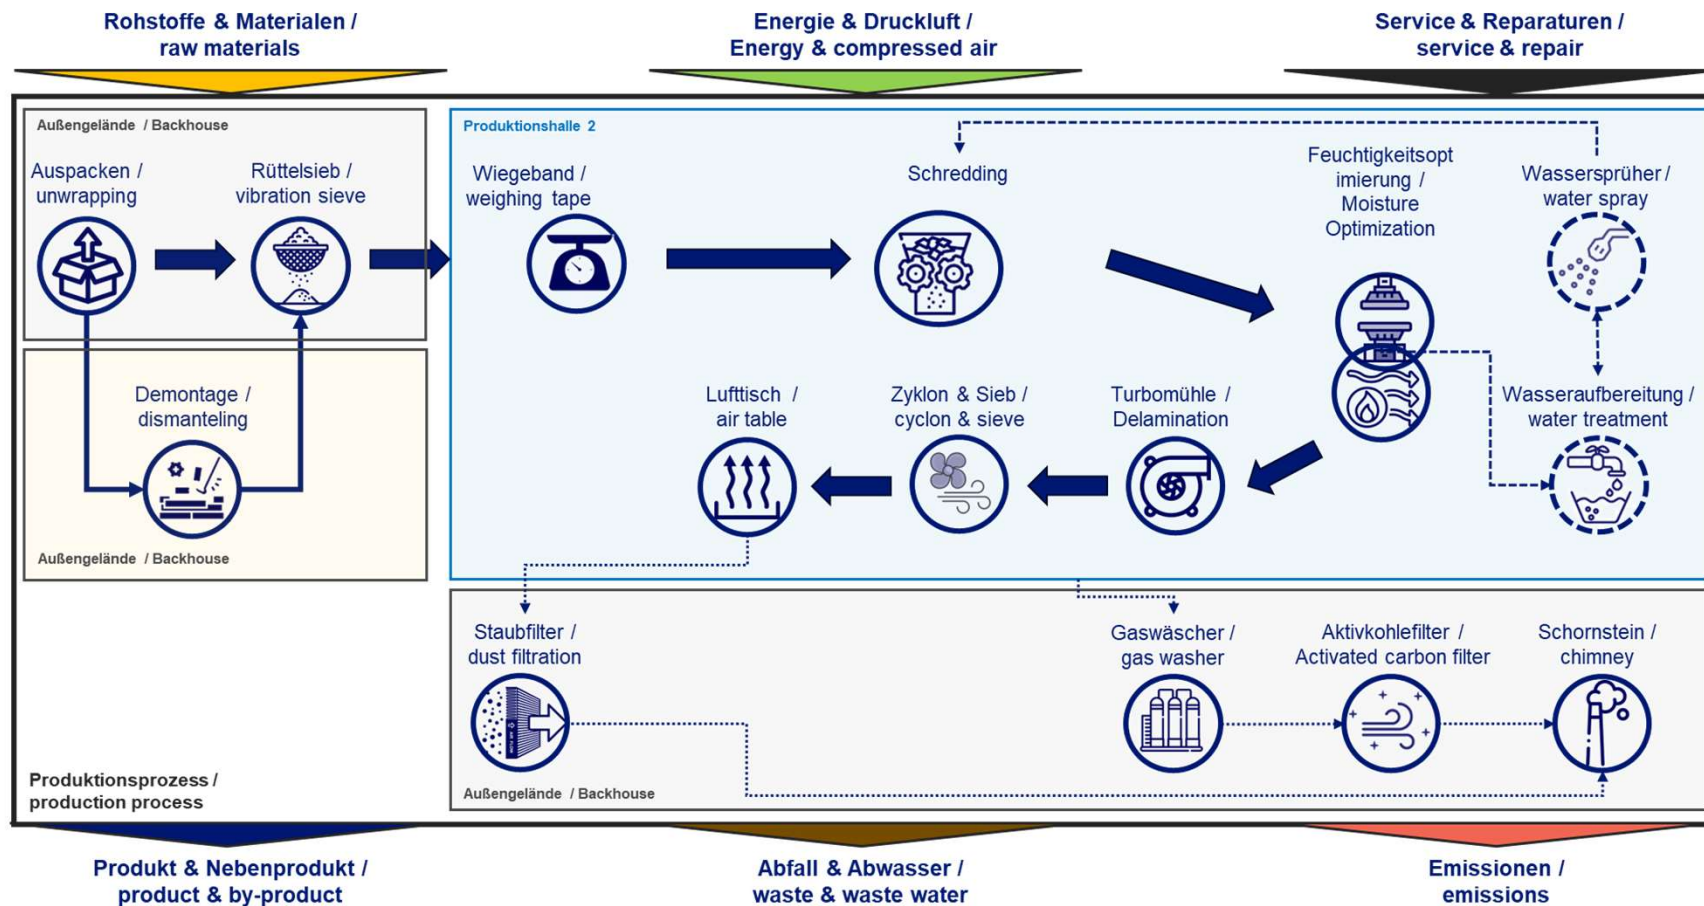 Rohstoffe & Materialen /
raw materials
Energie & Druckluft /
Energy & compressed air
Service & Reparaturen /
service & repair
Außengelände / Backhouse
Auspacken /
unwrapping
Rüttelsieb /
vibration sieve
Demontage /
dismanteling
Außengelände / Backhouse
Produktionshalle 2
Wiegeband /
weighing tape
Schredding
Feuchtigkeitsopt
imierung /
Moisture
Optimization
Wassersprüher /
water spray
Lufttisch /
air table
Zyklon & Sieb /
cyclon & sieve
Turbomühle /
Delamination
Wasseraufbereitung /
water treatment
Staubfilter /
dust filtration
AIR FLOW
Gaswäscher /
gas washer
Aktivkohlefilter /
Activated carbon filter
Schornstein /
chimney
Außengelände / Backhouse
Produktionsprozess /
production process
Produkt & Nebenprodukt /
product & by-product
Abfall & Abwasser /
waste & waste water
Emissionen /
emissions